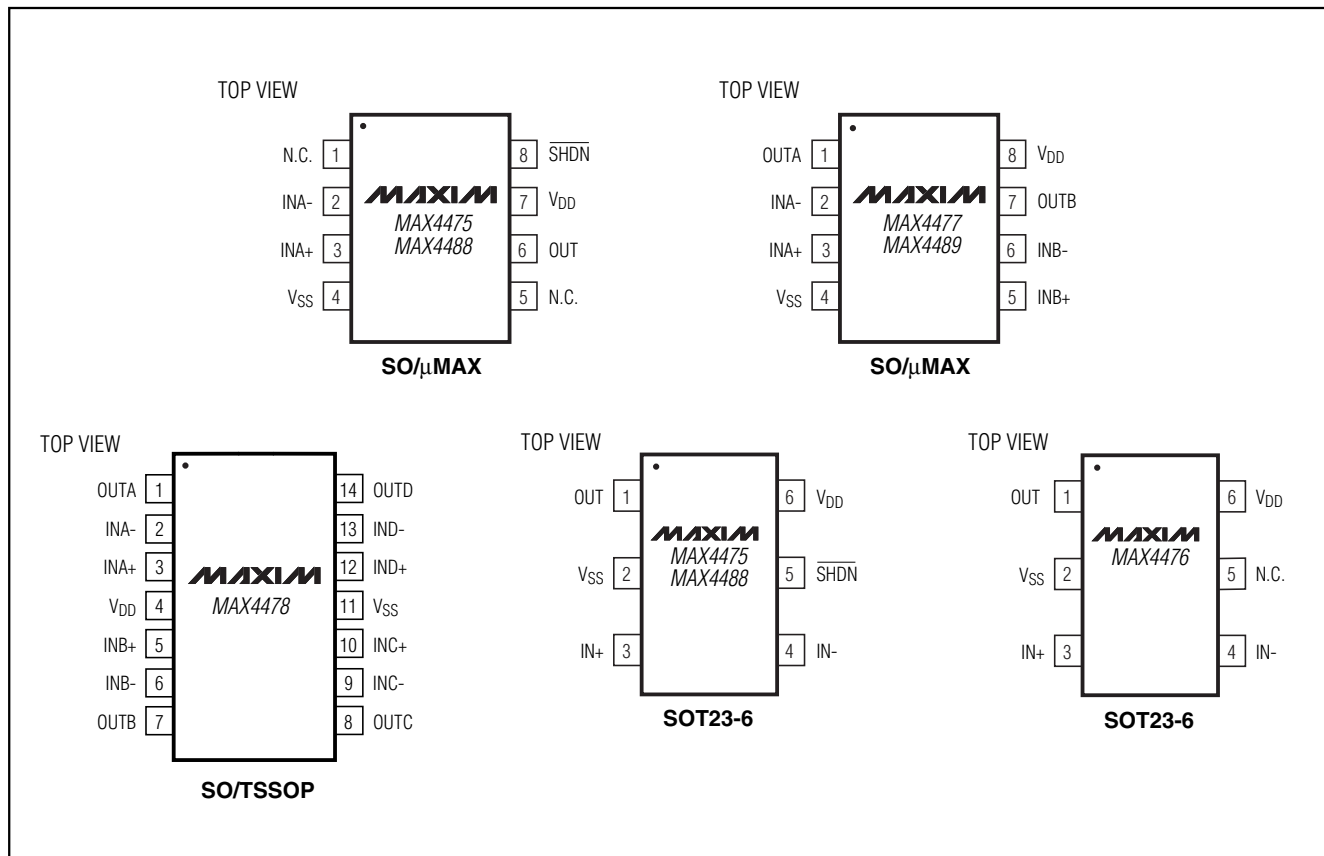 TOP VIEW
N.C. 1
INA- 2
INA+ 3
VSS 4
MAXIM
MAX4475
MAX4488
8 SHDN
7 VDD
6 OUT
5 N.C.
SO/μMAX
TOP VIEW
OUTA 1
INA- 2
INA+ 3
VSS 4
MAXIM
MAX4477
MAX4489
8 VDD
7 OUTB
6 INB-
5 INB+
SO/μMAX
TOP VIEW
OUTA 1
INA- 2
INA+ 3
VDD 4
INB+ 5
INB- 6
OUTB 7
MAXIM
MAX4478
14 OUTD
13 IND-
12 IND+
11 VSS
10 INC+
9 INC-
8 OUTC
SO/TSSOP
TOP VIEW
OUT 1
VSS 2
IN+ 3
MAXIM
MAX4475
MAX4488
6 VDD
5 SHDN
4 IN-
SOT23-6
TOP VIEW
OUT 1
VSS 2
IN+ 3
MAXIM
MAX4476
6 VDD
5 N.C.
4 IN-
SOT23-6